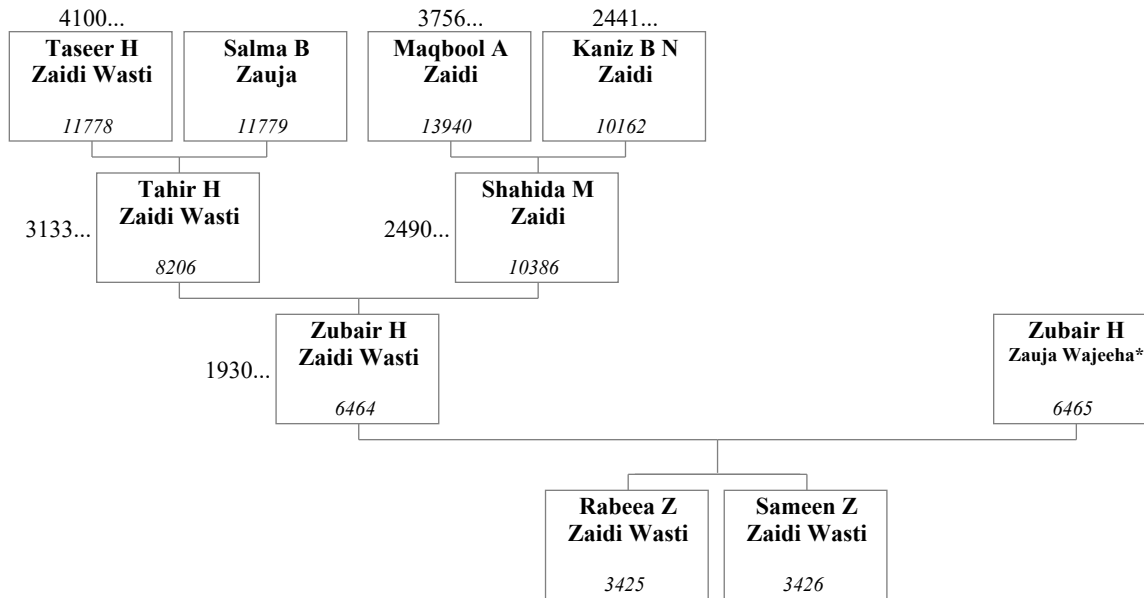 4100...
3756...
2441...
Taseer H
Zaidi Wasti
11778
Salma B
Zauja
11779
Maqbool A
Zaidi
13940
Kaniz B N
Zaidi
10162
3133...
Tahir H
Zaidi Wasti
8206
2490...
Shahida M
Zaidi
10386
1930...
Zubair H
Zaidi Wasti
6464
Zubair H
Zauja Wajeeha*
6465
Rabeea Z
Zaidi Wasti
3425
Sameen Z
Zaidi Wasti
3426